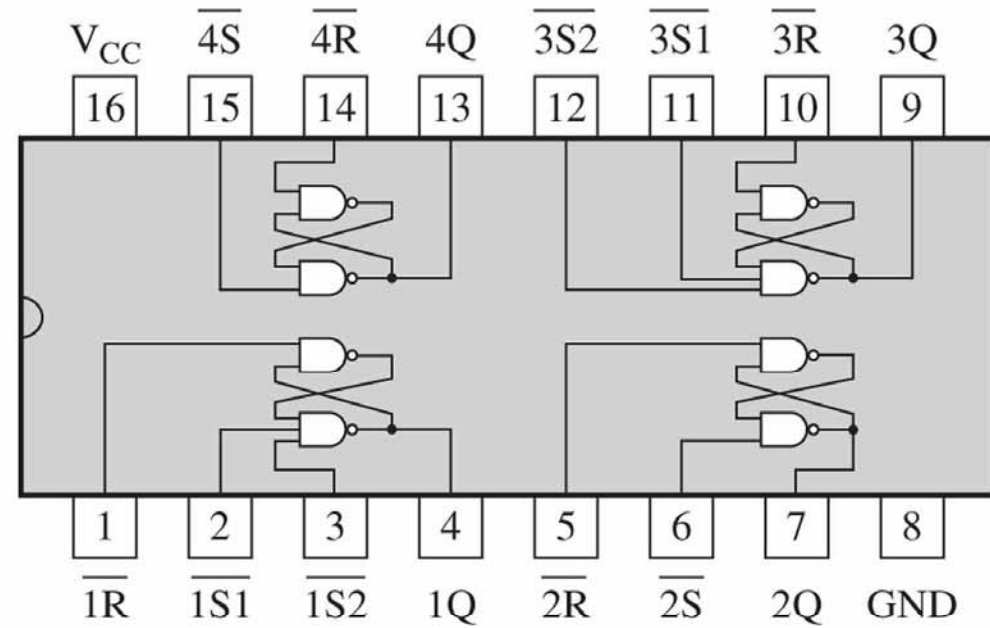 V_CC 4S̅ 4R̅ 4Q 3S2̅ 3S1̅ 3R̅ 3Q
16 15 14 13 12 11 10 9
1 2 3 4 5 6 7 8
1R̅ 1S1̅ 1S2̅ 1Q 2R̅ 2S̅ 2Q GND